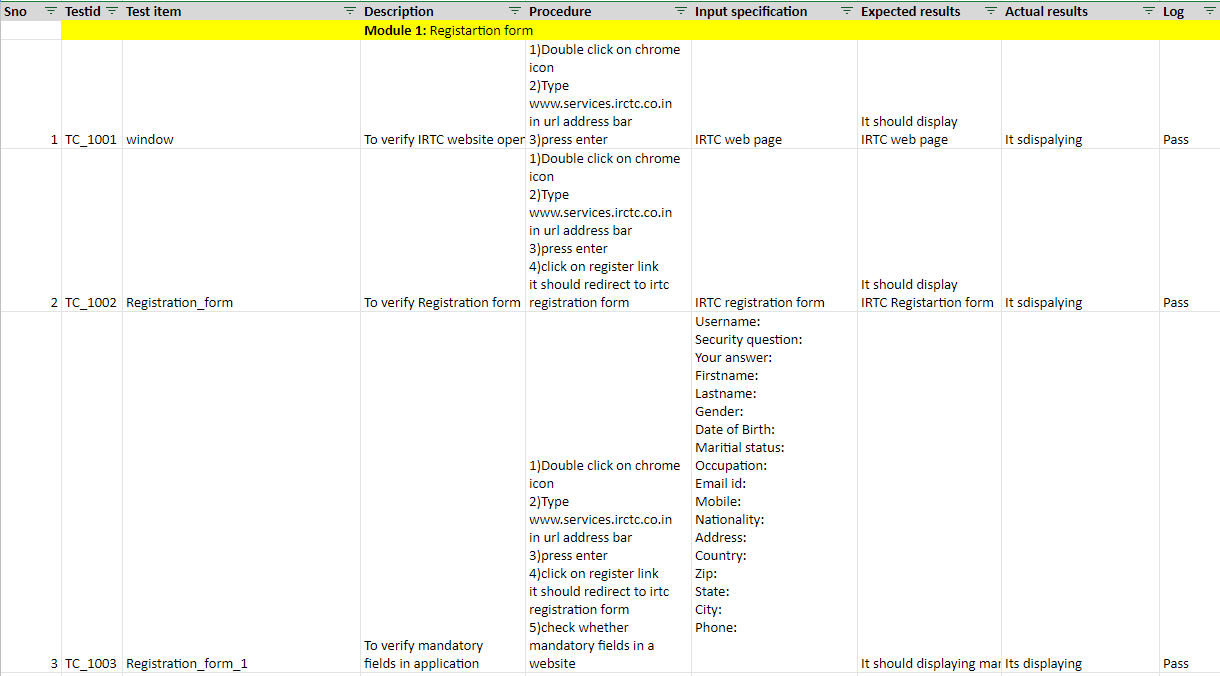 Sno Testid Test item Description Procedure Input specification Expected results Actual results Log
Module 1: Registartion form
1)Double click on chrome
icon
2)Type
www.services.irctc.co.in
in url address bar
3)press enter
1 TC_1001 window
To verify IRTC website oper
IRTC web page
It should display
IRTC web page
It sdispalying
Pass
1)Double click on chrome
icon
2)Type
www.services.irctc.co.in
in url address bar
3)press enter
4)click on register link
it should redirect to irtc
registration form
2 TC_1002 Registration_form
To verify Registration form
IRTC registration form
It should display
IRTC Registartion form
It sdispalying
Pass
Username:
Security question:
Your answer:
Firstname:
Lastname:
Gender:
Date of Birth:
Maritial status:
Occupation:
Email id:
Mobile:
Nationality:
Address:
Country:
Zip:
State:
City:
Phone:
1)Double click on chrome
icon
2)Type
www.services.irctc.co.in
in url address bar
3)press enter
4)click on register link
it should redirect to irtc
registration form
5)check whether
mandatory fields in a
website
3 TC_1003 Registration_form_1
To verify mandatory
fields in application
It should displaying mar
Its displaying
Pass